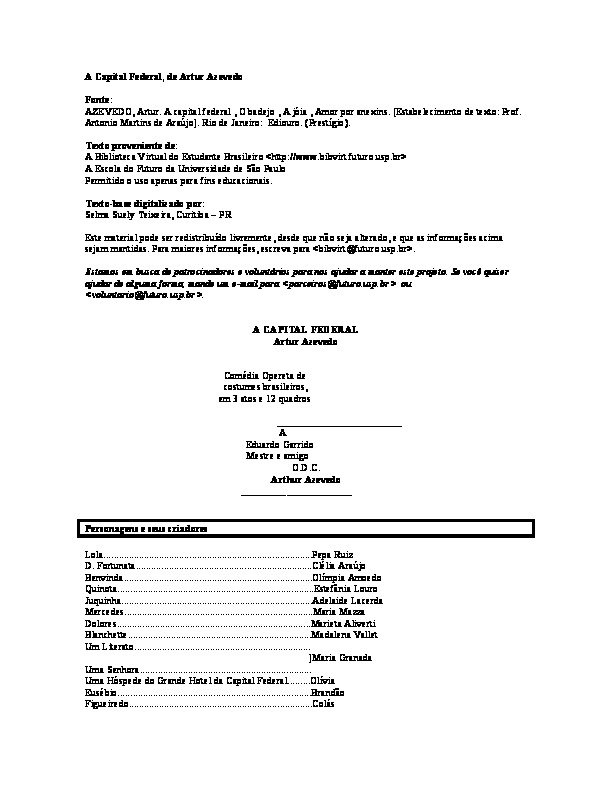 A Capital Federal, de Artur Azevedo
Fonte:
AZEVEDO, Artur. A capital federal , O badejo , A jóia , Amor por anexins. [Estabelecimento de texto: Prof.
Antonio Martins de Araújo]. Rio de Janeiro: Ediouro. (Prestígio).
Texto proveniente de:
A Biblioteca Virtual do Estudante Brasileiro <http://www.bibvirt.futuro.usp.br>
A Escola do Futuro da Universidade de São Paulo
Permitido o uso apenas para fins educacionais.
Texto-base digitalizado por:
Selma Suely Teixeira, Curitiba – PR
Este material pode ser redistribuído livremente, desde que não seja alterado, e que as informações acima
sejam mantidas. Para maiores informações, escreva para <bibvirt@futuro.usp.br>.
Estamos em busca de patrocinadores e voluntários para nos ajudar a manter este projeto. Se você quiser
ajudar de alguma forma, mande um e-mail para <parceiros@futuro.usp.br> ou
<voluntario@futuro.usp.br>.
A CAPITAL FEDERAL
Artur Azevedo
Comédia Opereta de
costumes brasileiros,
em 3 atos e 12 quadros
A
Eduardo Garrido
Mestre e amigo
O.D.C.
Arthur Azevedo
Personagens e seus criadores
Lola..........Pepa Ruiz
D. Fortunata..........Clélia Araújo
Benvinda..........Olímpia Amoedo
Quinota..........Estefânia Louro
Juquinha..........Adelaide Lacerda
Mercedes..........Maria Mazza
Dolores..........Marieta Aliverti
Blanchette..........Madalena Vallet
Um Literato..........
]Maria Granada
Uma Senhora..........
Uma Hóspede do Grande Hotel da Capital Federal.........Olívia
Eusébio..........Brandão
Figueiredo..........Colás